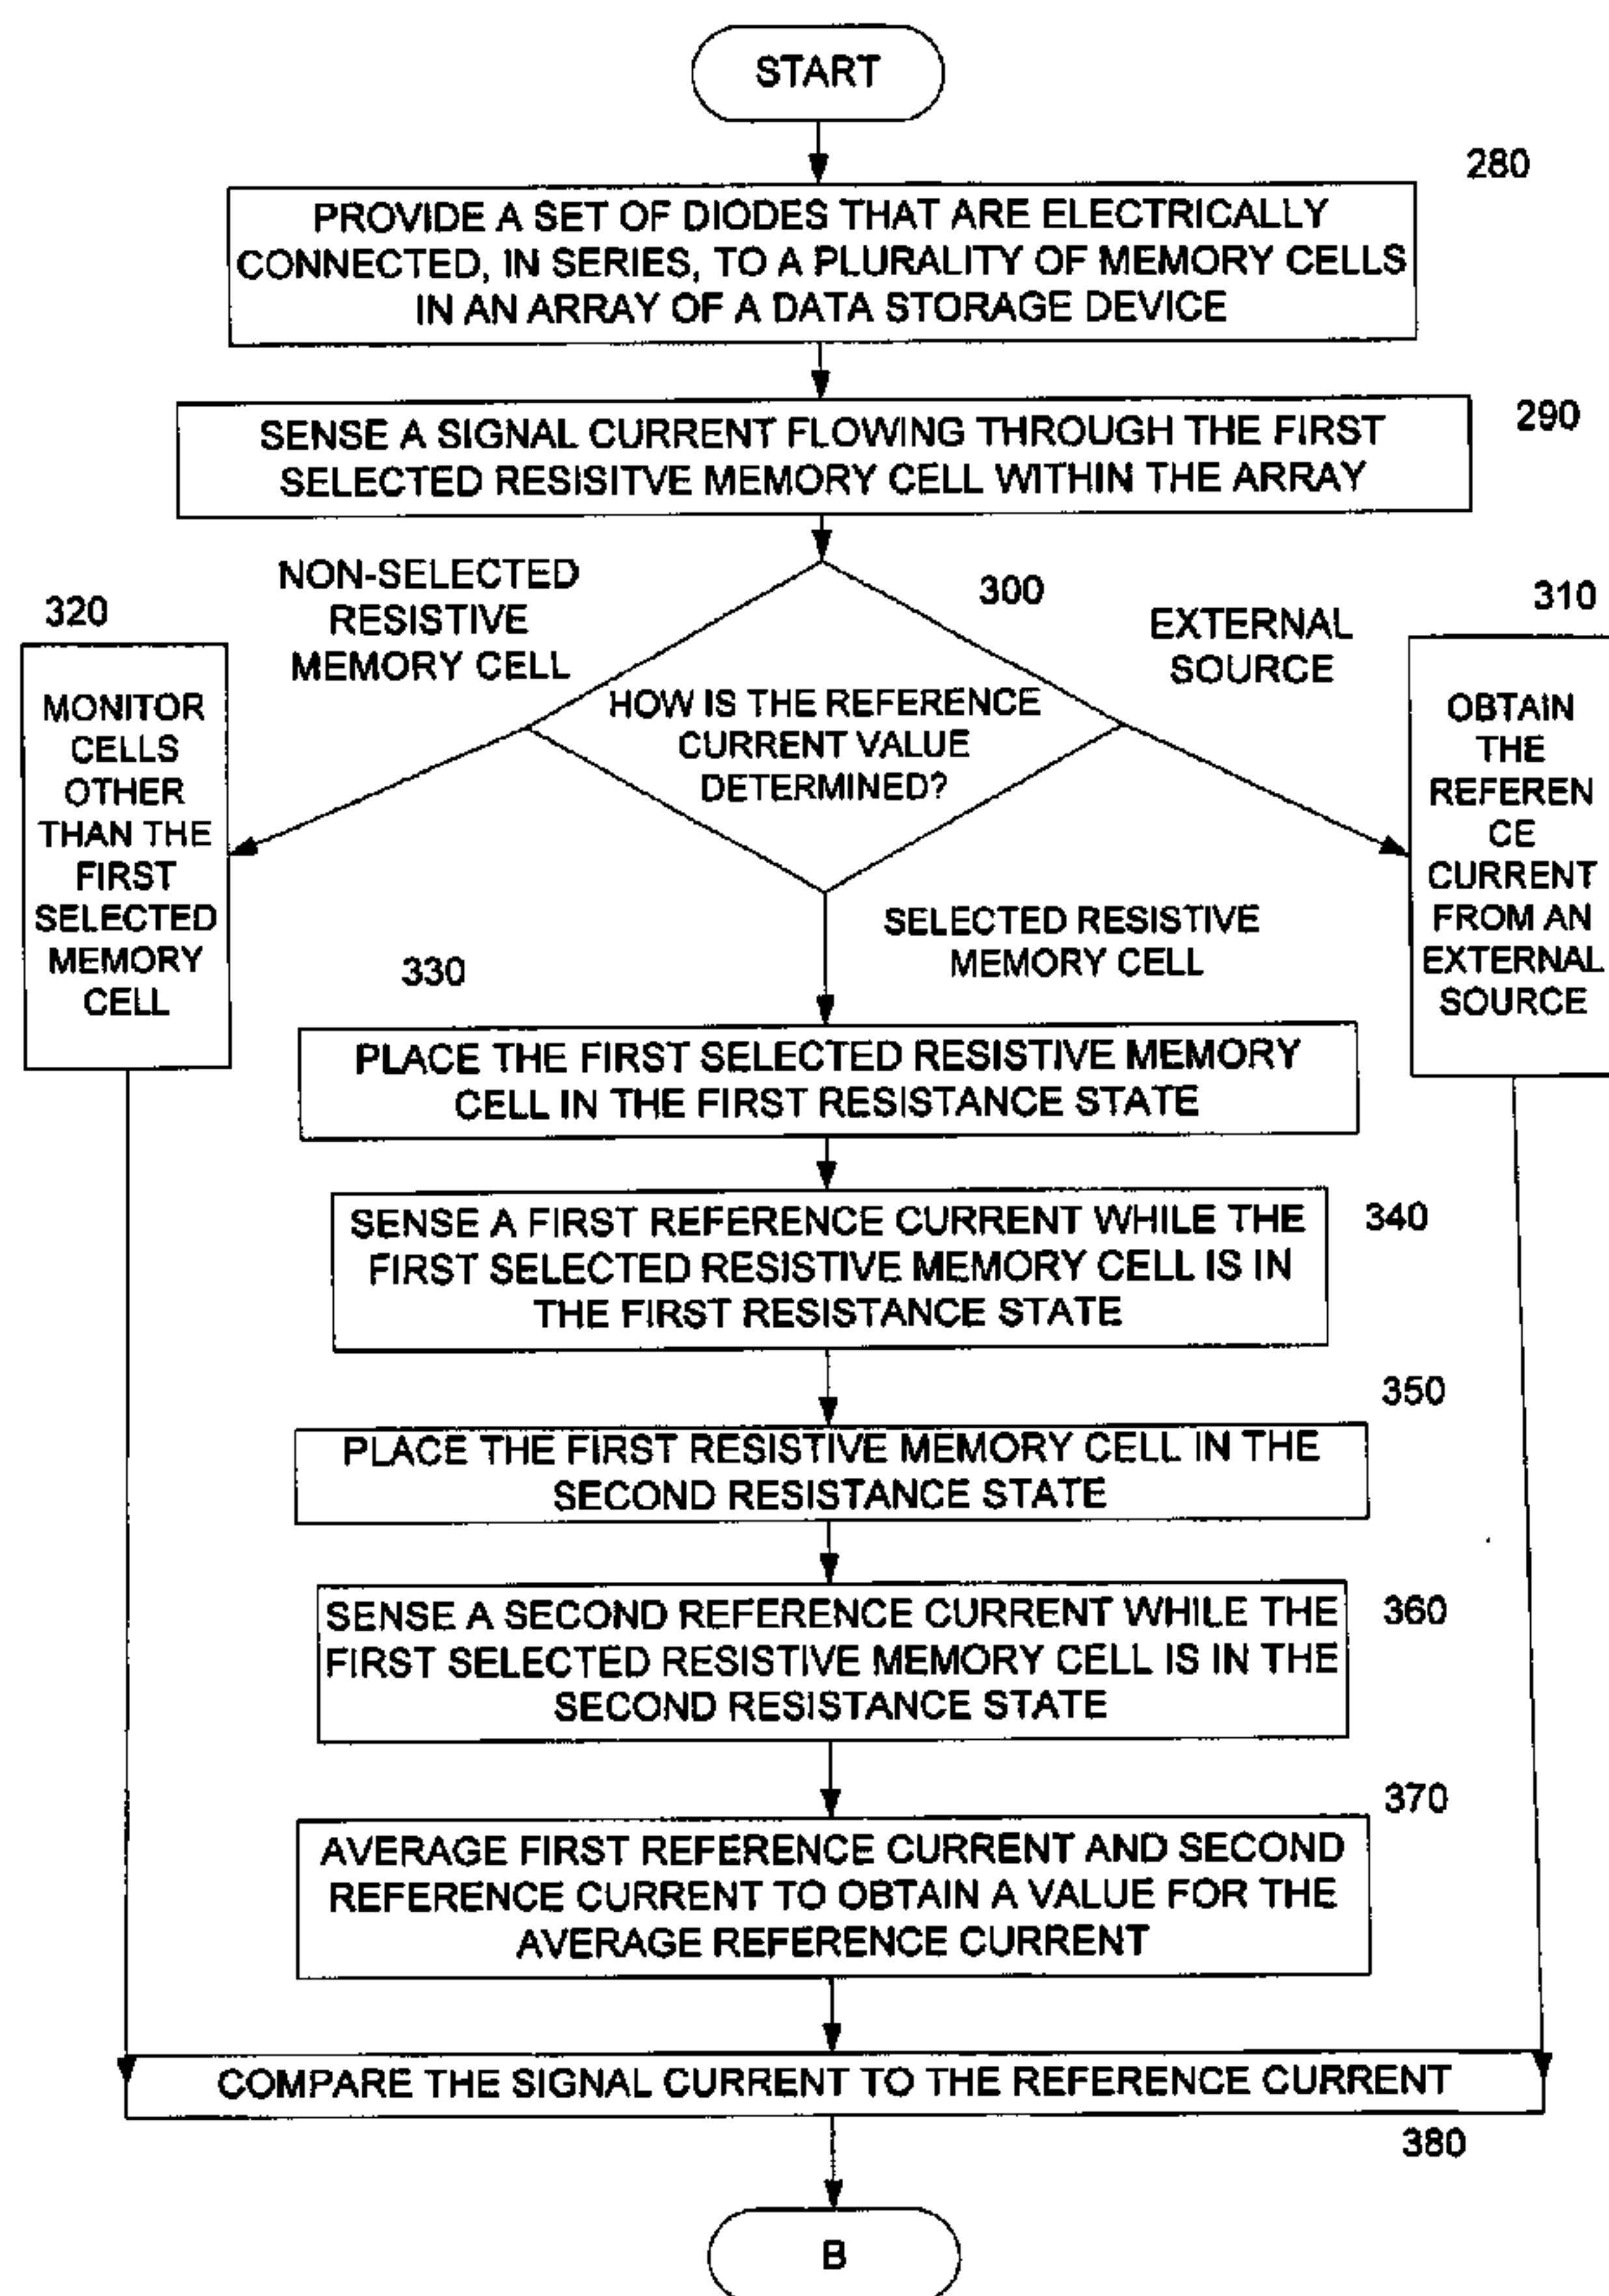 START
280
PROVIDE A SET OF DIODES THAT ARE ELECTRICALLY
CONNECTED, IN SERIES, TO A PLURALITY OF MEMORY CELLS
IN AN ARRAY OF A DATA STORAGE DEVICE
290
SENSE A SIGNAL CURRENT FLOWING THROUGH THE FIRST
SELECTED RESISITVE MEMORY CELL WITHIN THE ARRAY
NON-SELECTED
RESISTIVE
MEMORY CELL
300
EXTERNAL
SOURCE
320
310
HOW IS THE REFERENCE
CURRENT VALUE
DETERMINED?
MONITOR
CELLS
OTHER
THAN THE
FIRST
SELECTED
MEMORY
CELL
OBTAIN
THE
REFEREN
CE
CURRENT
FROM AN
EXTERNAL
SOURCE
SELECTED RESISTIVE
MEMORY CELL
330
PLACE THE FIRST SELECTED RESISTIVE MEMORY
CELL IN THE FIRST RESISTANCE STATE
SENSE A FIRST REFERENCE CURRENT WHILE THE
FIRST SELECTED RESISTIVE MEMORY CELL IS IN
THE FIRST RESISTANCE STATE
340
350
PLACE THE FIRST RESISTIVE MEMORY CELL IN THE
SECOND RESISTANCE STATE
SENSE A SECOND REFERENCE CURRENT WHILE THE
FIRST SELECTED RESISTIVE MEMORY CELL IS IN THE
SECOND RESISTANCE STATE
360
370
AVERAGE FIRST REFERENCE CURRENT AND SECOND
REFERENCE CURRENT TO OBTAIN A VALUE FOR THE
AVERAGE REFERENCE CURRENT
COMPARE THE SIGNAL CURRENT TO THE REFERENCE CURRENT
380
B